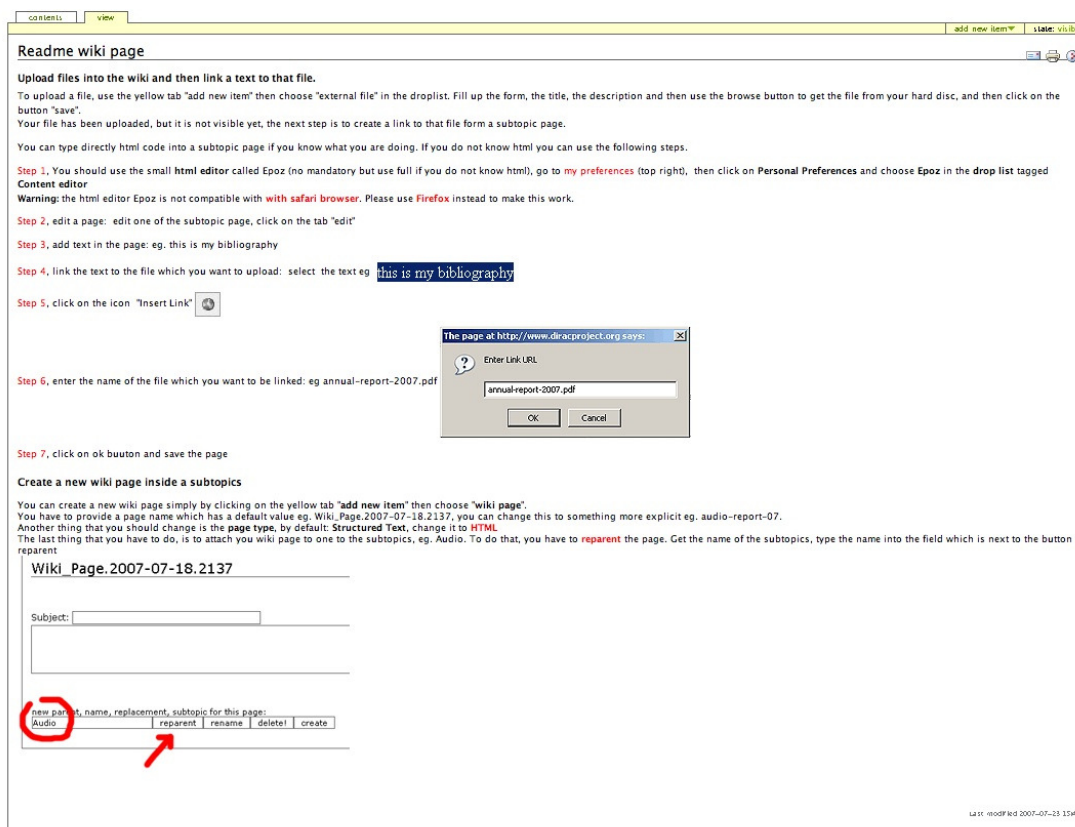 contents view
add new item state: visib
Readme wiki page
Upload files into the wiki and then link a text to that file.
To upload a file, use the yellow tab "add new item" then choose "external file" in the droplist. Fill up the form, the title, the description and then use the browse button to get the file from your hard disc, and then click on the
button "save".
Your file has been uploaded, but it is not visible yet, the next step is to create a link to that file form a subtopic page.
You can type directly html code into a subtopic page if you know what you are doing. If you do not know html you can use the following steps.
Step 1, You should use the small html editor called Epoz (no mandatory but use full if you do not know html), go to my preferences (top right), then click on Personal Preferences and choose Epoz in the drop list tagged
Content editor
Warning: the html editor Epoz is not compatible with with safari browser. Please use Firefox instead to make this work.
Step 2, edit a page: edit one of the subtopic page, click on the tab "edit"
Step 3, add text in the page: eg. this is my bibliography
Step 4, link the text to the file which you want to upload: select the text eg this is my bibliography
Step 5, click on the icon "Insert Link"
The page at http://www.diracproject.org says:
Enter Link URL
Step 6, enter the name of the file which you want to be linked: eg annual-report-2007.pdf
annual-report-2007.pdf
OK Cancel
Step 7, click on ok buuton and save the page
Create a new wiki page inside a subtopics
You can create a new wiki page simply by clicking on the yellow tab "add new item" then choose "wiki page".
You have to provide a page name which has a default value eg. Wiki_Page.2007-07-18.2137, you can change this to something more explicit eg. audio-report-07.
Another thing that you should change is the page type, by default: Structured Text, change it to HTML
The last thing that you have to do, is to attach you wiki page to one to the subtopics, eg. Audio. To do that, you have to reparent the page. Get the name of the subtopics, type the name into the field which is next to the button
reparent
Wiki_Page.2007-07-18.2137
Subject:
new parent, name, replacement, subtopic for this page:
Audio reparent rename delete! create
Last modified 2007-07-23